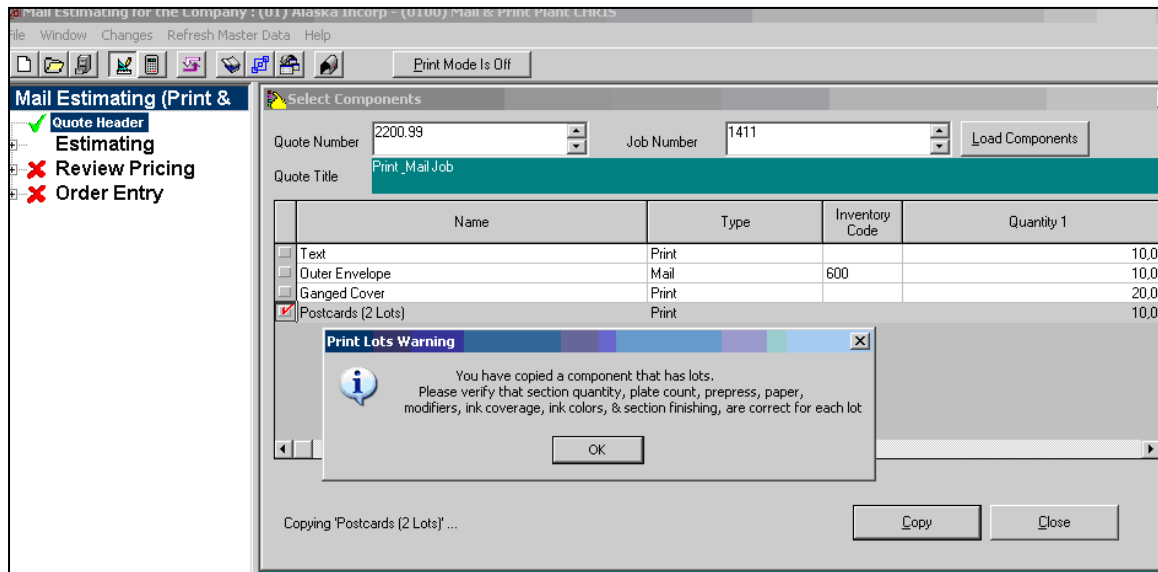 Mail Estimating for the Company : (01) Alaska Incorp - (0100) Mail & Print Plant CHRIS
File Window Changes Refresh Master Data Help
Print Mode Is Off
Mail Estimating (Print &
Quote Header
Estimating
Review Pricing
Order Entry
Select Components
Quote Number 2200.99 Job Number 1411 Load Components
Quote Title Print_Mail Job
Name Type Inventory Code Quantity 1
Text Print 10,0
Outer Envelope Mail 600 10,0
Ganged Cover Print 20,0
Postcards (2 Lots) Print 10,0
Print Lots Warning
You have copied a component that has lots.
Please verify that section quantity, plate count, prepress, paper,
modifiers, ink coverage, ink colors, & section finishing, are correct for each lot
OK
Copying 'Postcards (2 Lots)' ...
Copy Close